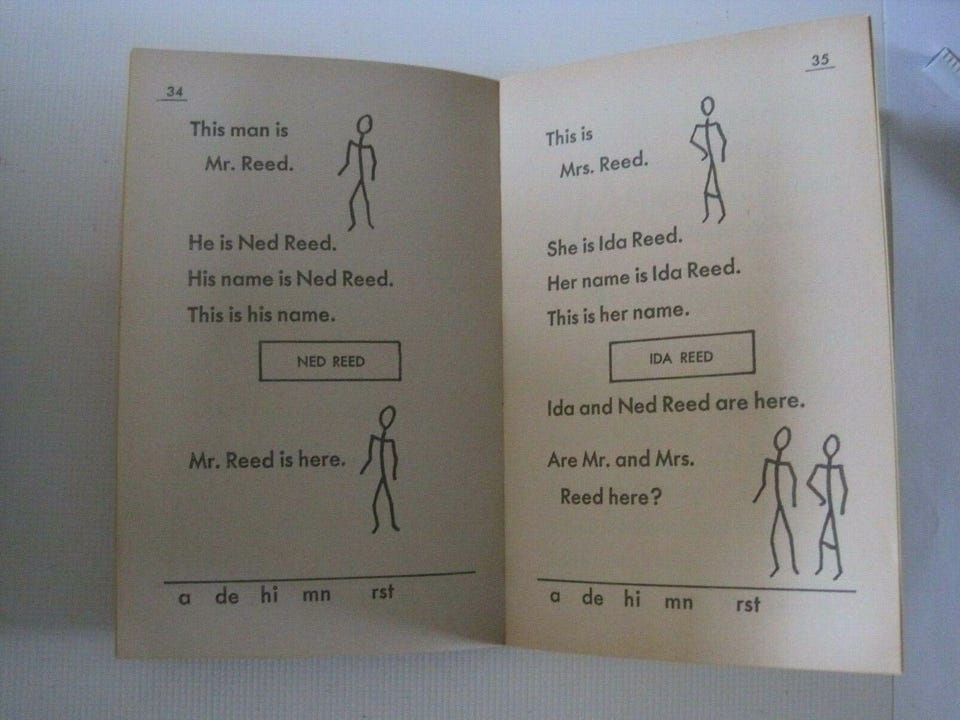 34
This man is
Mr. Reed.
He is Ned Reed.
His name is Ned Reed.
This is his name.
NED REED
Mr. Reed is here.
a de hi mn rst
35
This is
Mrs. Reed.
She is Ida Reed.
Her name is Ida Reed.
This is her name.
IDA REED
Ida and Ned Reed are here.
Are Mr. and Mrs.
Reed here?
a de hi mn rst